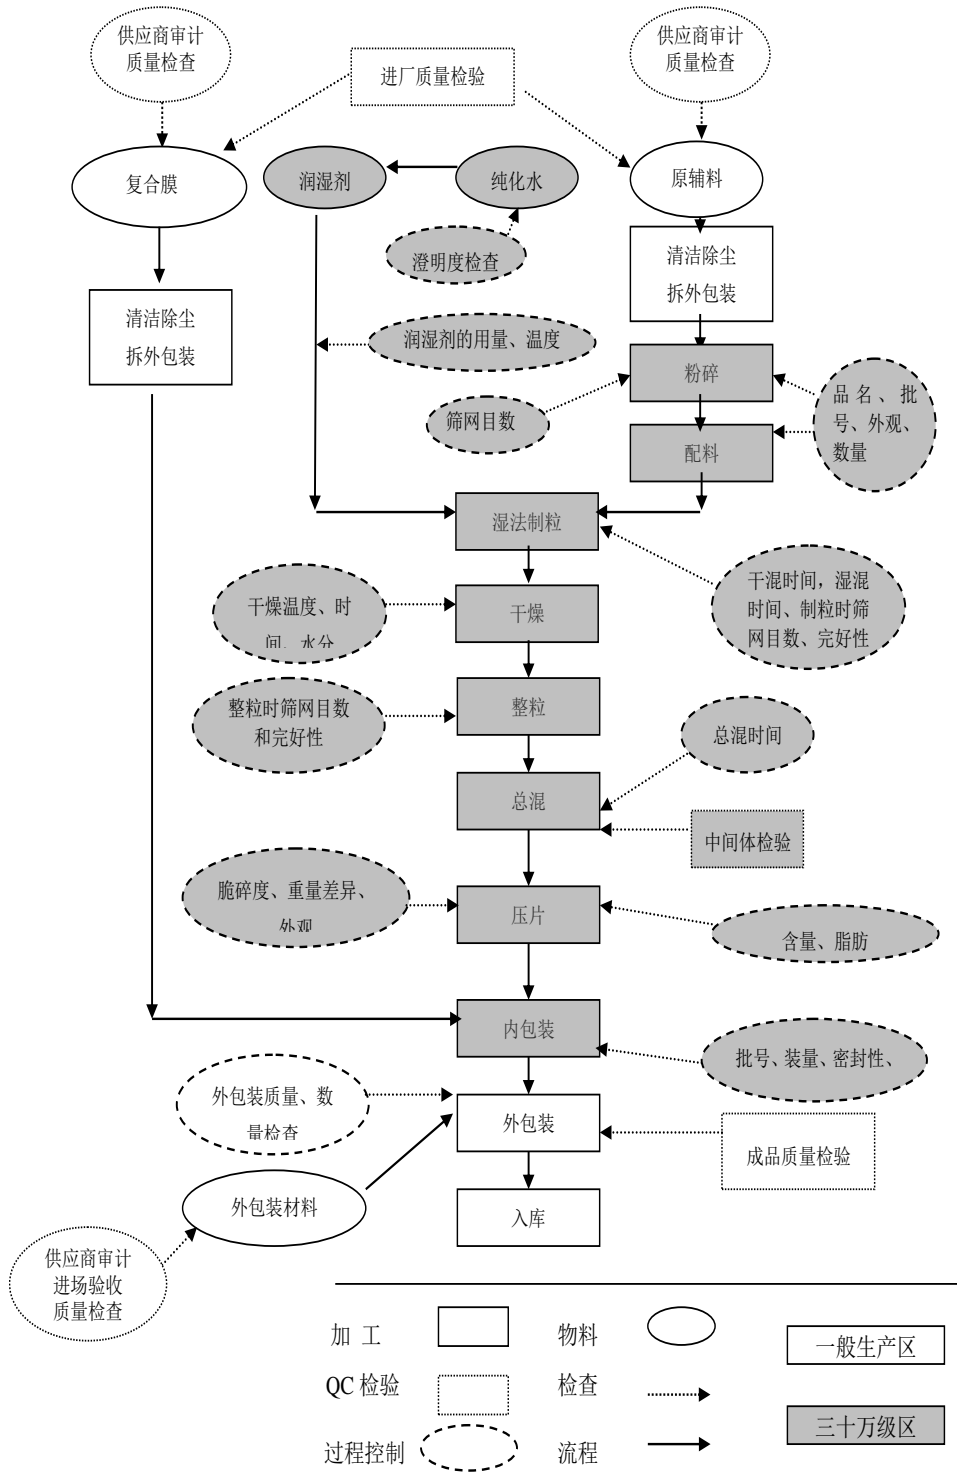 供应商审计
质量检查
进厂质量检验
供应商审计
质量检查
复合膜
润湿剂
纯化水
原辅料
澄明度检查
清洁除尘
拆外包装
清洁除尘
拆外包装
润湿剂的用量、温度
粉碎
筛网目数
品名、批
号、外观、
数量
配料
湿法制粒
干混时间，湿混
时间、制粒时筛
网目数、完好性
干燥温度、时
间、水分
干燥
整粒时筛网目数
和完好性
整粒
总混时间
总混
中间体检验
脆碎度、重量差异、
外观
压片
含量、脂肪
内包装
批号、装量、密封性、
外包装质量、数
量检查
外包装
成品质量检验
外包装材料
入库
供应商审计
进场验收
质量检查
加 工
物料
一般生产区
QC 检验
检查
三十万级区
过程控制
流程